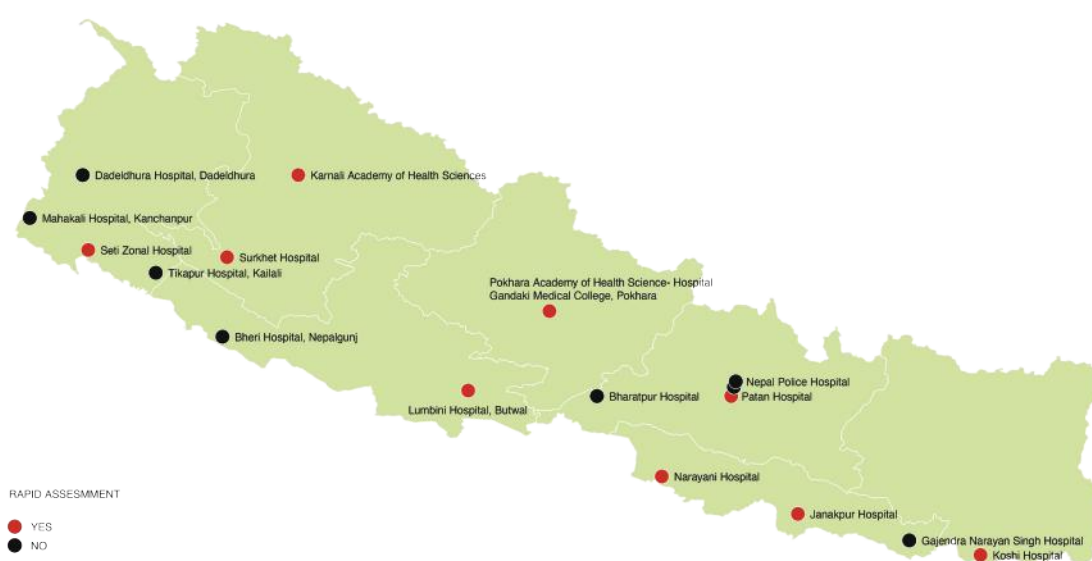 Dadeldhura Hospital, Dadeldhura
Karnali Academy of Health Sciences
Mahakali Hospital, Kanchanpur
Seti Zonal Hospital
Surkhet Hospital
Tikapur Hospital, Kailali
Pokhara Academy of Health Science- Hospital
Gandaki Medical College, Pokhara
Bheri Hospital, Nepalgunj
Nepal Police Hospital
Bharatpur Hospital
Patan Hospital
Lumbini Hospital, Butwal
Narayani Hospital
Janakpur Hospital
Gajendra Narayan Singh Hospital
Koshi Hospital
RAPID ASSESMMENT
YES
NO